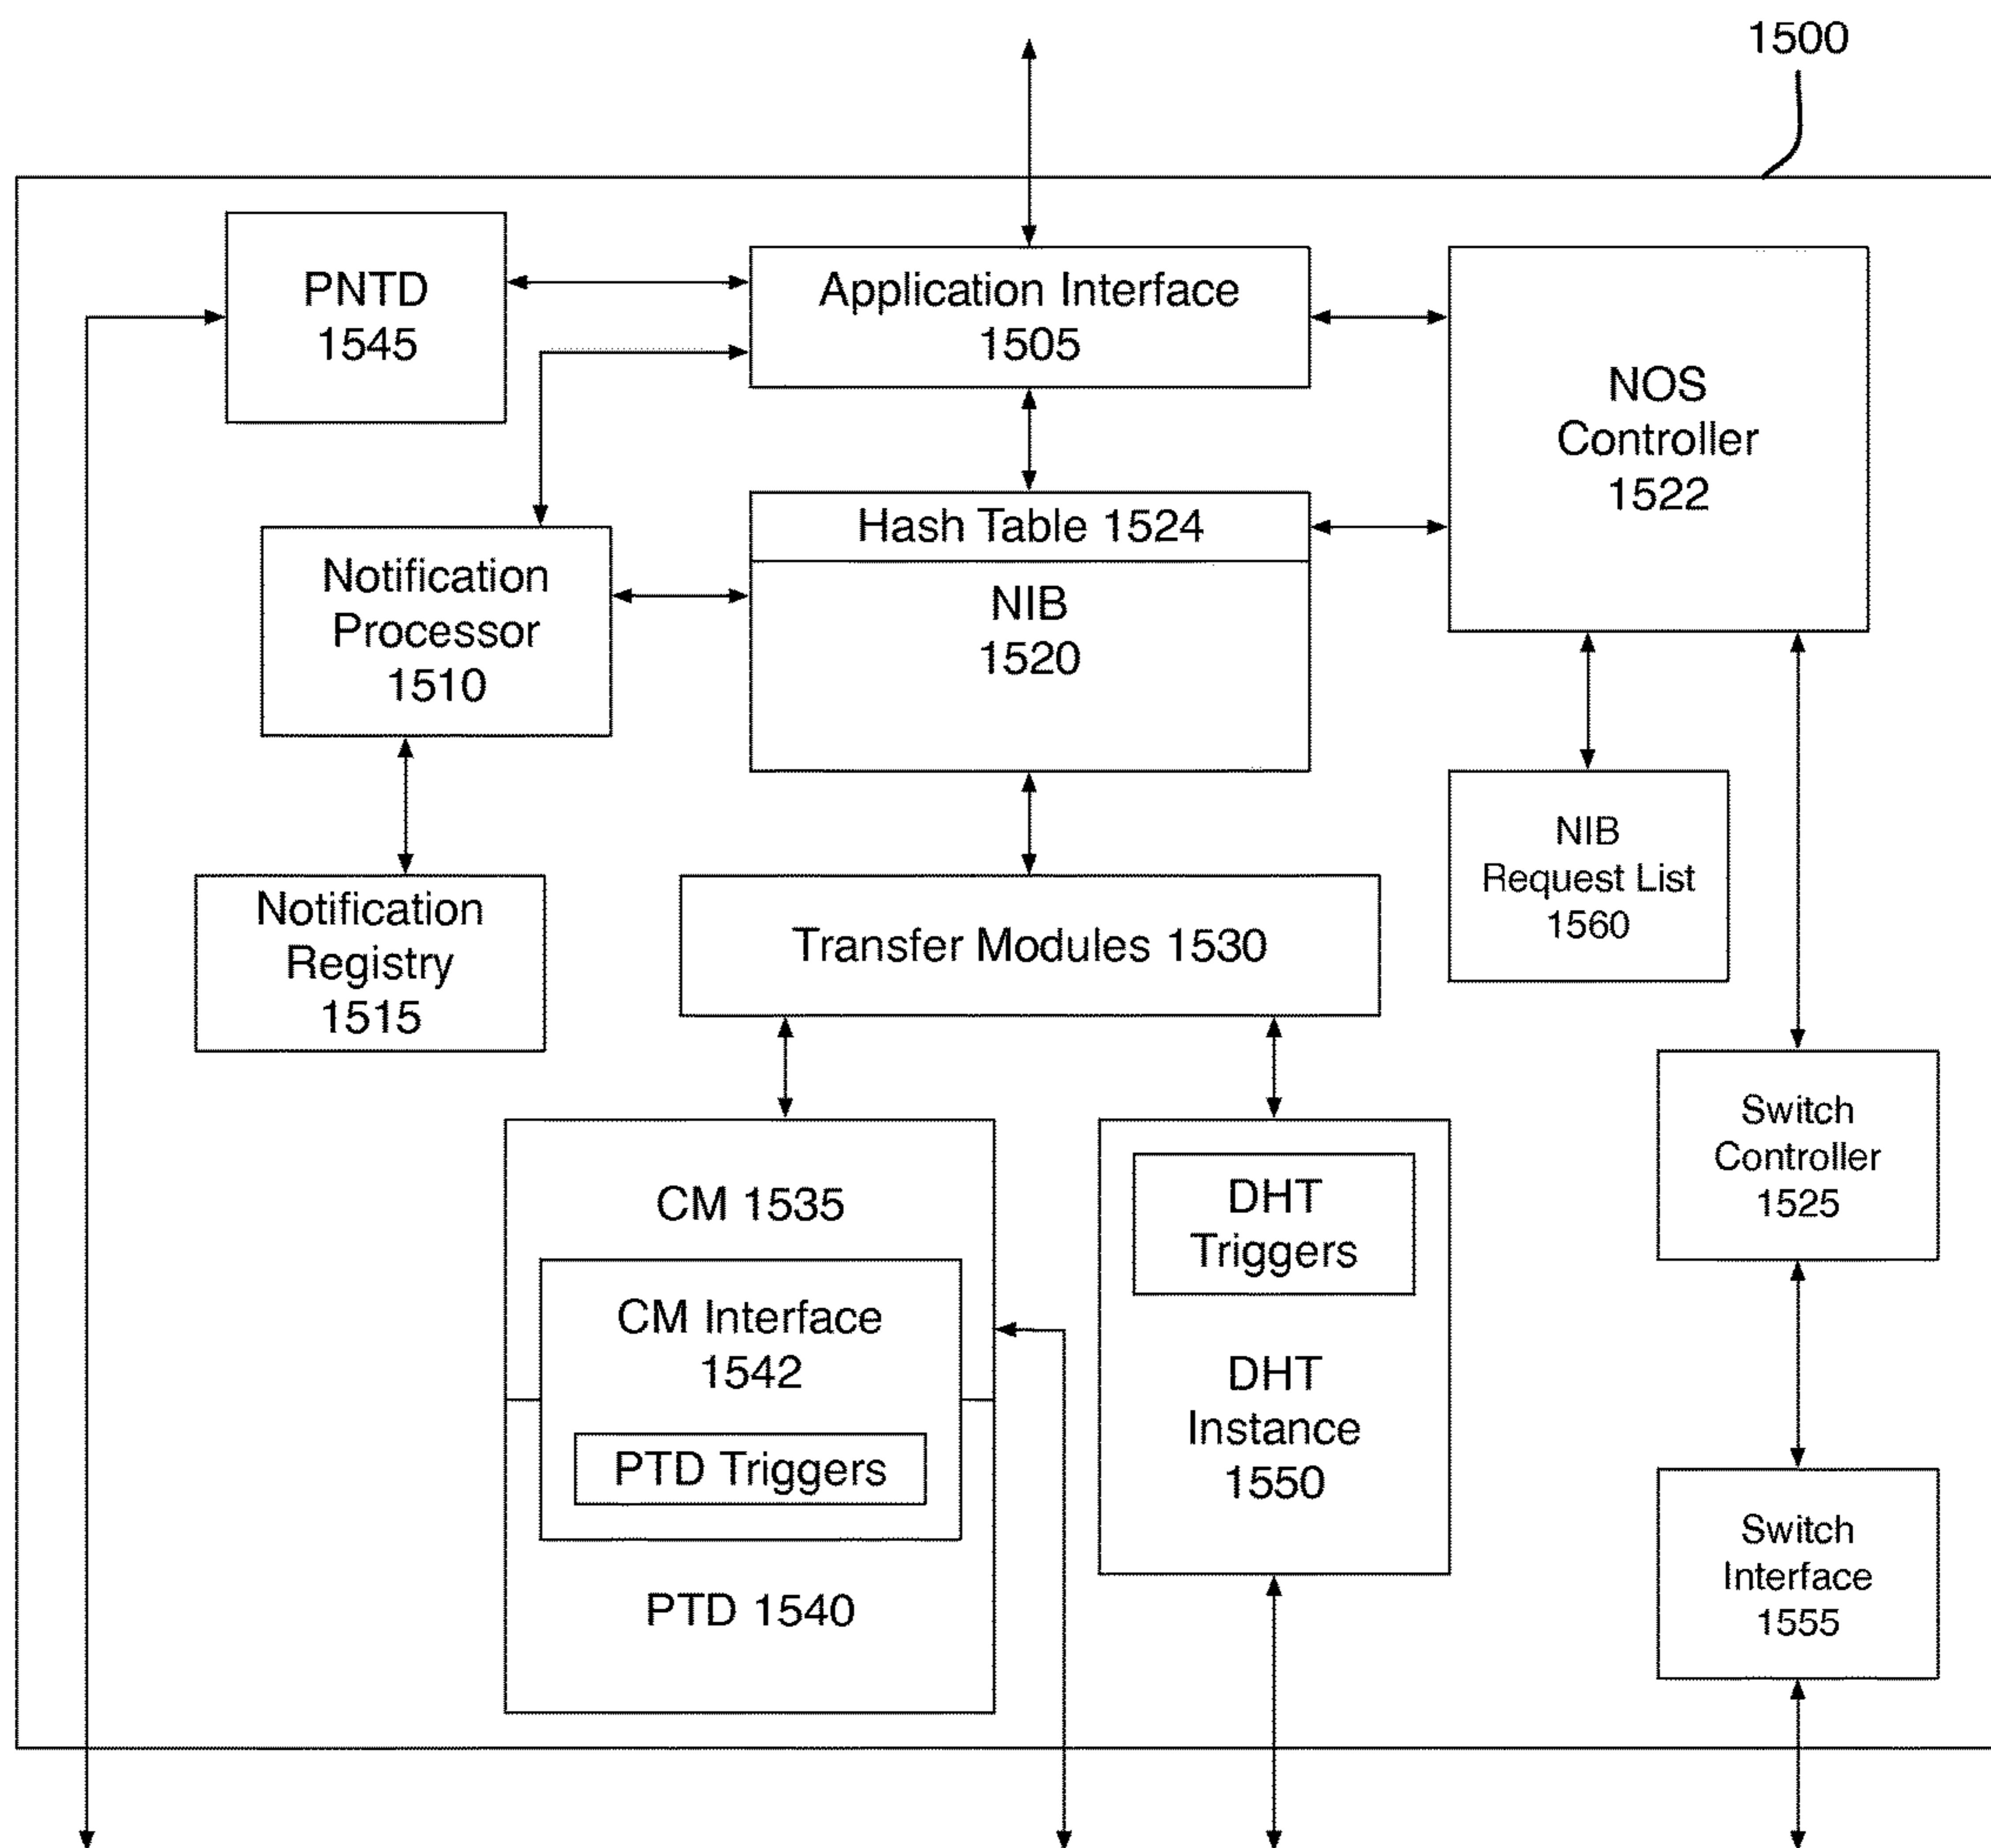 1500
PNTD
1545
Application Interface
1505
NOS
Controller
1522
Hash Table 1524
NIB
1520
Notification
Processor
1510
Notification
Registry
1515
Transfer Modules 1530
NIB
Request List
1560
Switch
Controller
1525
CM 1535
CM Interface
1542
PTD Triggers
PTD 1540
DHT
Triggers
DHT
Instance
1550
Switch
Interface
1555